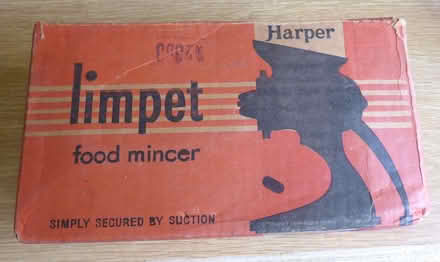 Harper
limpet
food mincer
SIMPLY SECURED BY SUCTION